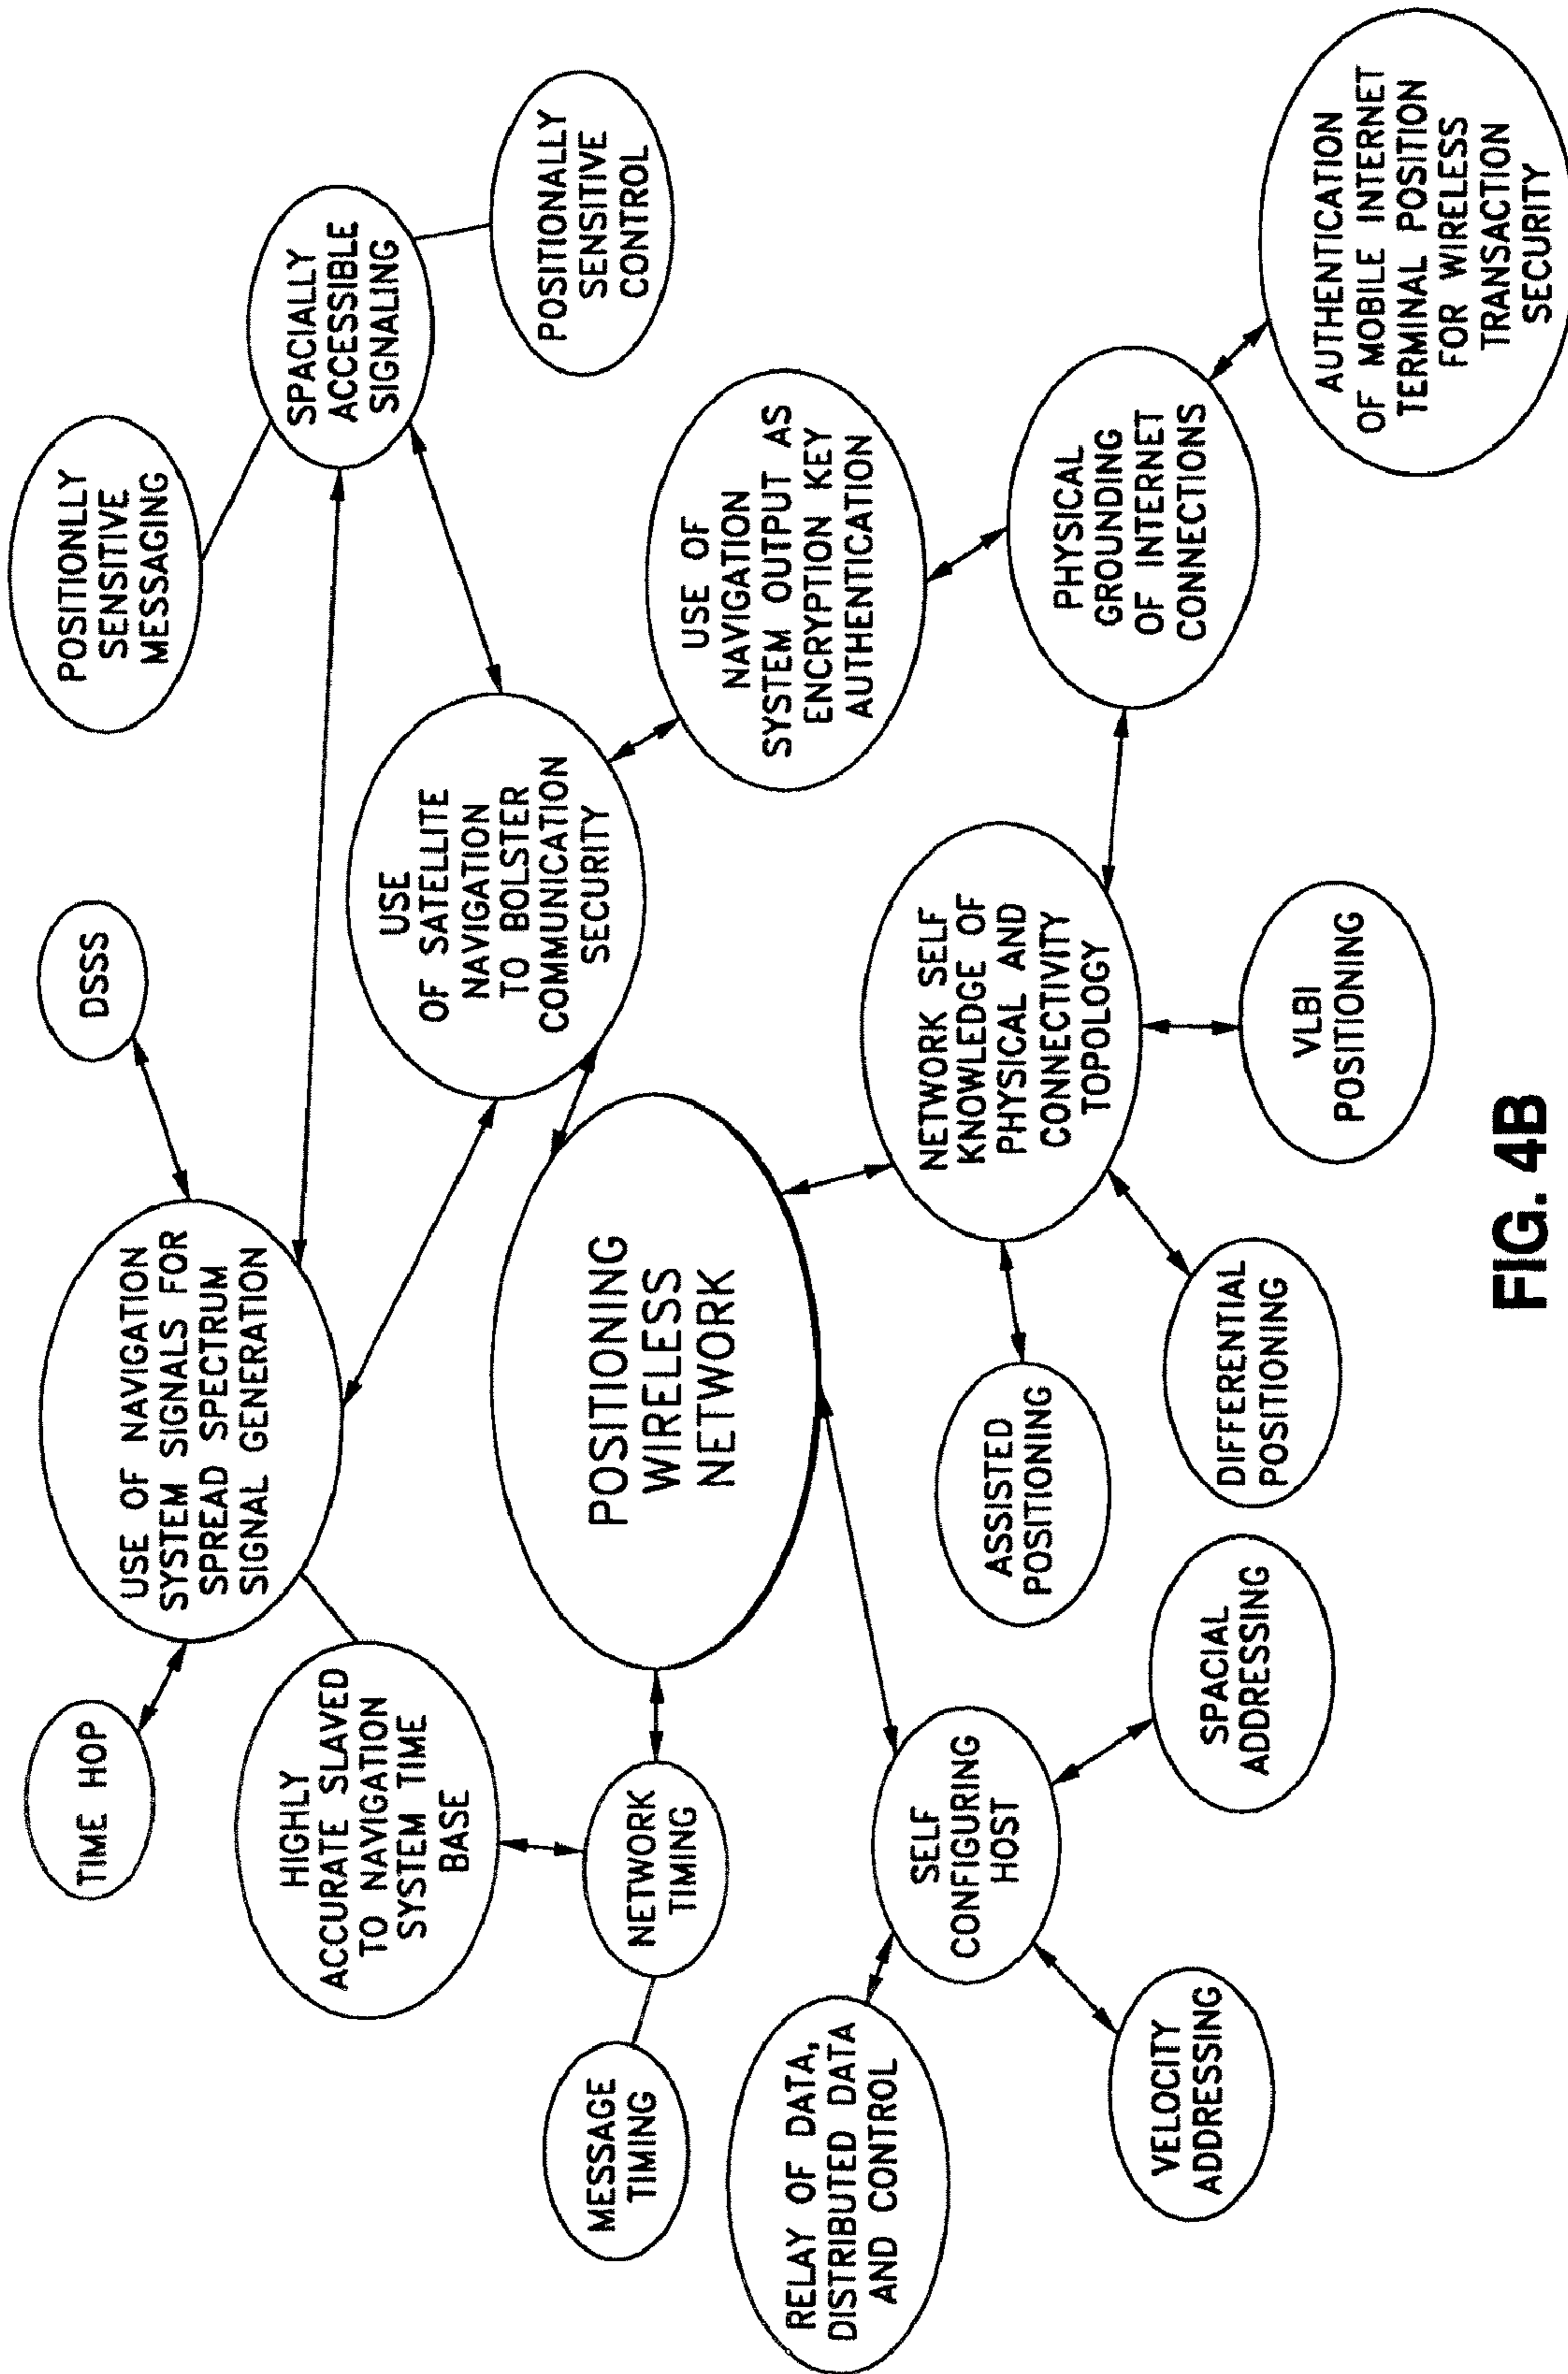 TIME HOP
USE OF NAVIGATION
SYSTEM SIGNALS FOR
SPREAD SPECTRUM
SIGNAL GENERATION
DSSS
POSITIONLLY
SENSITIVE
MESSAGING
SPACIALLY
ACCESSIBLE
SIGNALING
POSITIONALLY
SENSITIVE
CONTROL
HIGHLY
ACCURATE SLAVED
TO NAVIGATION
SYSTEM TIME
BASE
USE
OF SATELLITE
NAVIGATION
TO BOLSTER
COMMUNICATION
SECURITY
MESSAGE
TIMING
NETWORK
TIMING
POSITIONING
WIRELESS
NETWORK
USE OF
NAVIGATION
SYSTEM OUTPUT AS
ENCRYPTION KEY
AUTHENTICATION
RELAY OF DATA,
DISTRIBUTED DATA
AND CONTROL
SELF
CONFIGURING
HOST
ASSISTED
POSITIONING
NETWORK SELF
KNOWLEDGE OF
PHYSICAL AND
CONNECTIVITY
TOPOLOGY
PHYSICAL
GROUNDING
OF INTERNET
CONNECTIONS
VELOCITY
ADDRESSING
SPACIAL
ADDRESSING
DIFFERENTIAL
POSITIONING
VLBI
POSITIONING
AUTHENTICATION
OF MOBILE INTERNET
TERMINAL POSITION
FOR WIRELESS
TRANSACTION
SECURITY
FIG. 4B